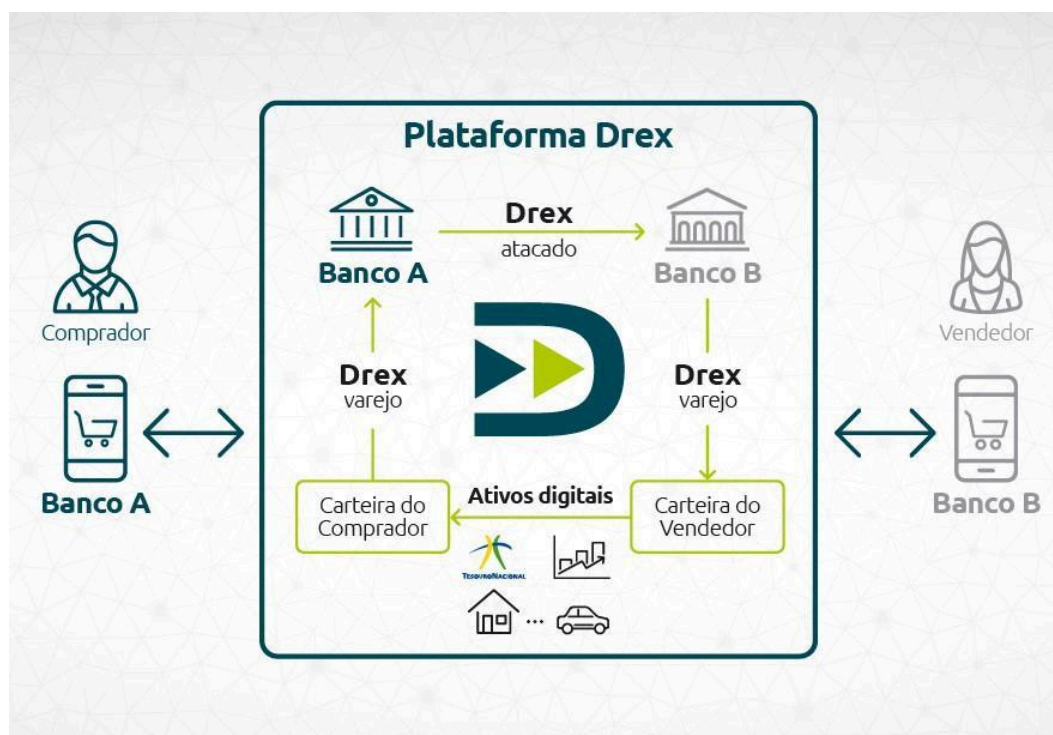 Plataforma Drex
Banco A
Drex
atacado
Banco B
Comprador
Vendedor
Drex
varejo
Drex
varejo
Banco A
Banco B
Carteira do
Comprador
Ativos digitais
Carteira do
Vendedor
TESOURONACIONAL
...